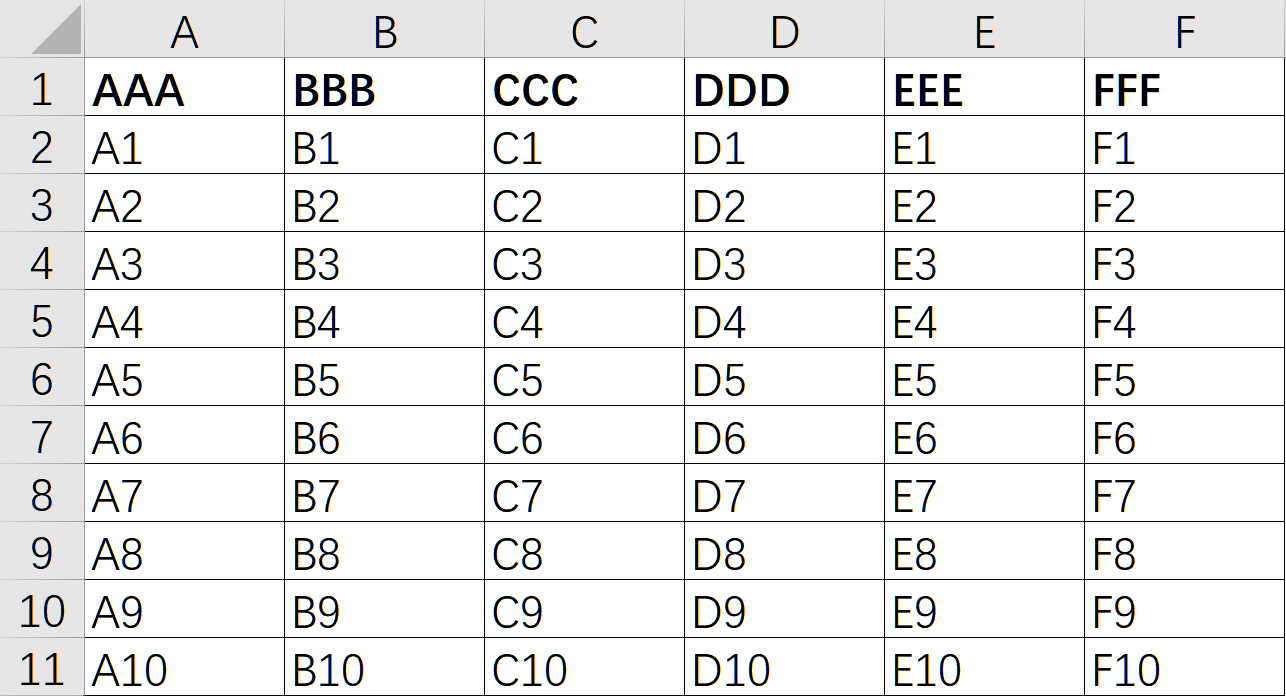 A B C D E F
1 AAA BBB CCC DDD EEE FFF
2 A1 B1 C1 D1 E1 F1
3 A2 B2 C2 D2 E2 F2
4 A3 B3 C3 D3 E3 F3
5 A4 B4 C4 D4 E4 F4
6 A5 B5 C5 D5 E5 F5
7 A6 B6 C6 D6 E6 F6
8 A7 B7 C7 D7 E7 F7
9 A8 B8 C8 D8 E8 F8
10 A9 B9 C9 D9 E9 F9
11 A10 B10 C10 D10 E10 F10